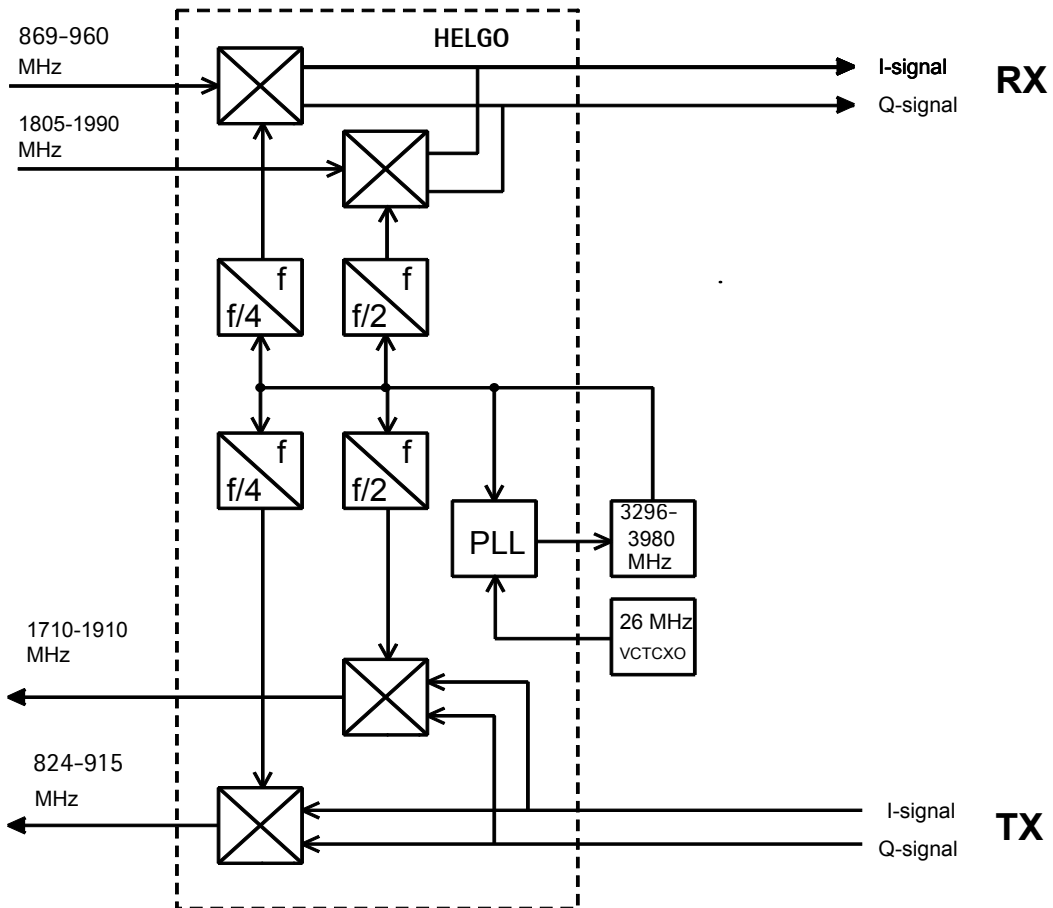 869-960
MHz
HELGO
I-signal
RX
Q-signal
1805-1990
MHz
f
f/4
f
f/2
f
f/4
f
f/2
PLL
3296-
3980
MHz
26 MHz
VCTCXO
1710-1910
MHz
824-915
MHz
I-signal
TX
Q-signal